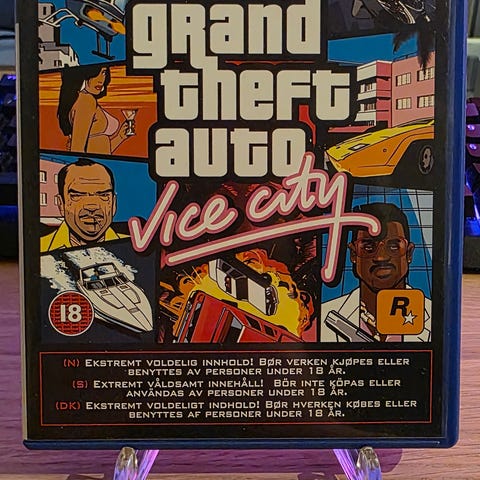 grand
theft
auto
Vice City
18
R
(N) EKSTREMT VOLDELIG INNHOLD! BØR VERKEN KJØPES ELLER
BENYTTES AV PERSONER UNDER 18 ÅR.
(S) EXTREMT VÅLDSAMT INNEHÅLL! BÖR INTE KÖPAS ELLER
ANVÄNDAS AV PERSONER UNDER 18 ÅR.
(DK) EKSTREMT VOLDELIGT INDHOLD! BØR HVERKEN KØBES ELLER
BENYTTES AF PERSONER UNDER 18 ÅR.